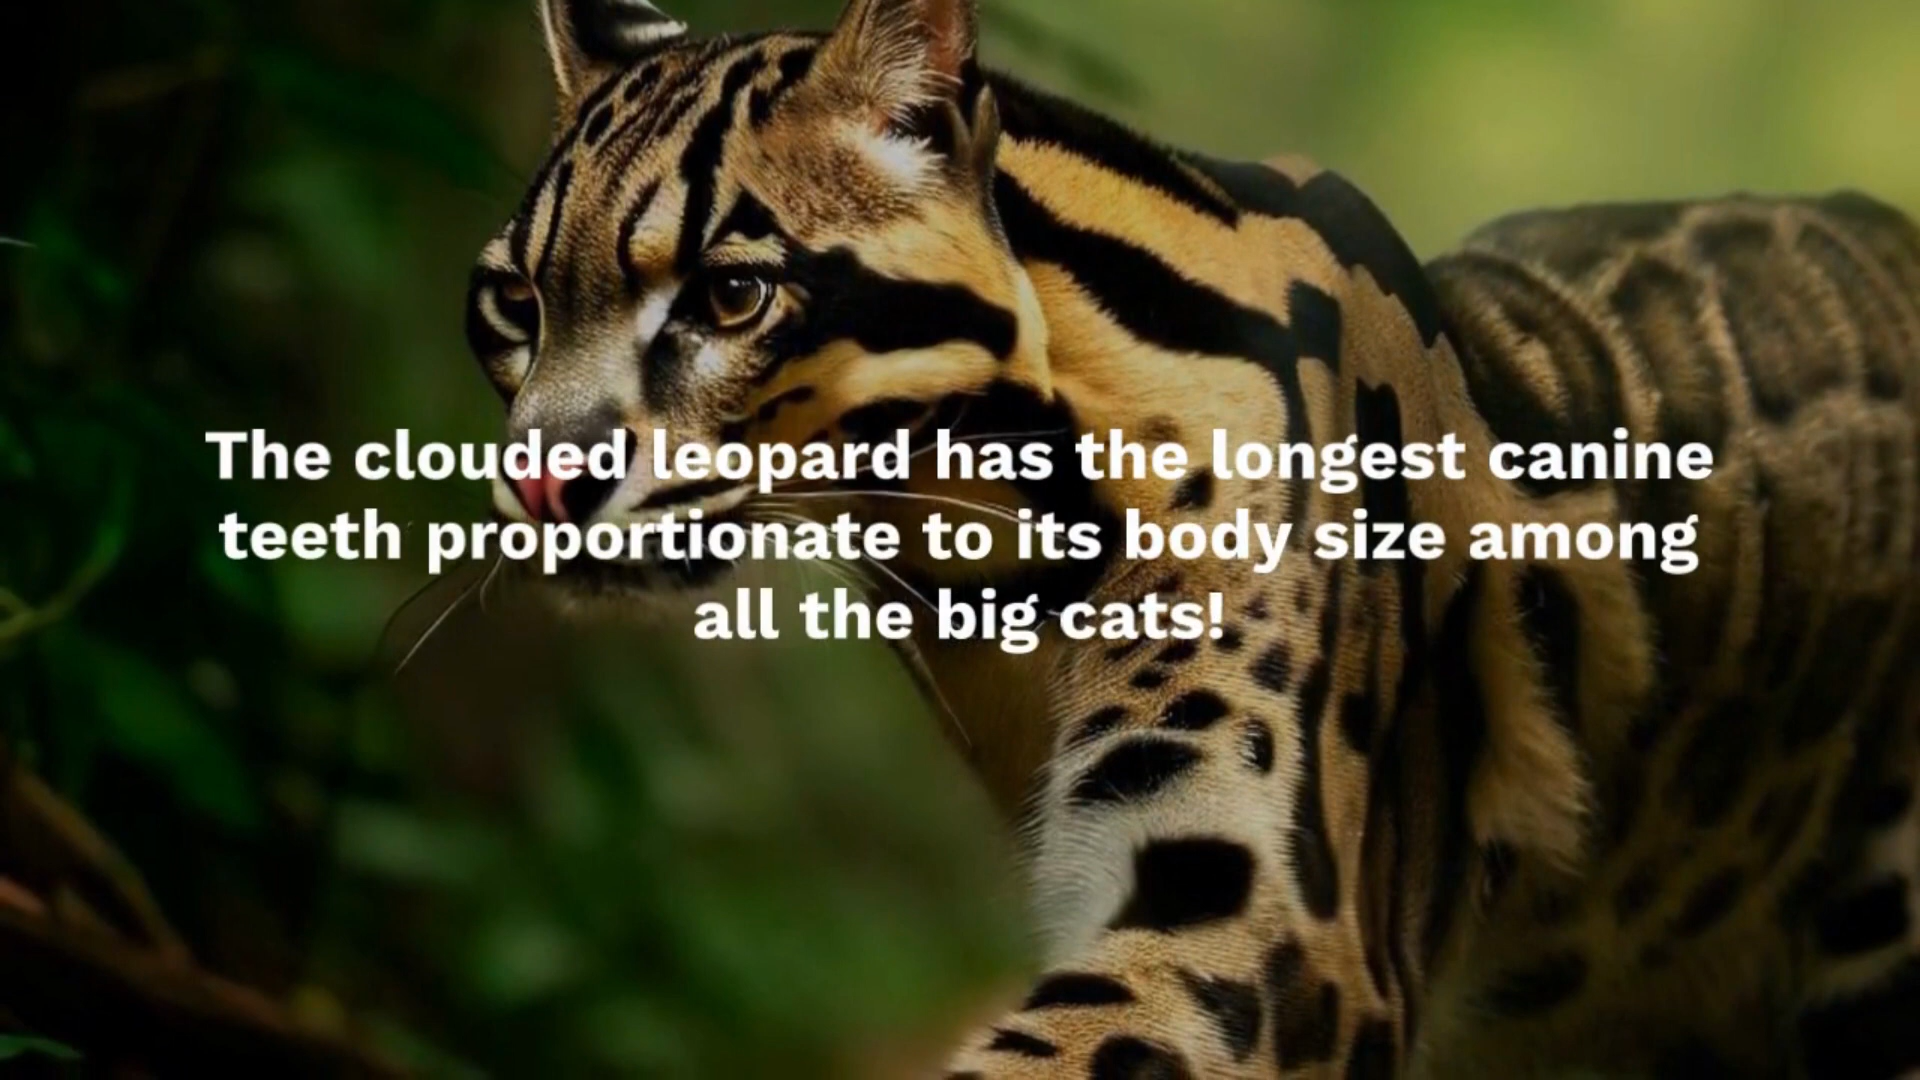 The clouded leopard has the longest canine
teeth proportionate to its body size among
all the big cats!